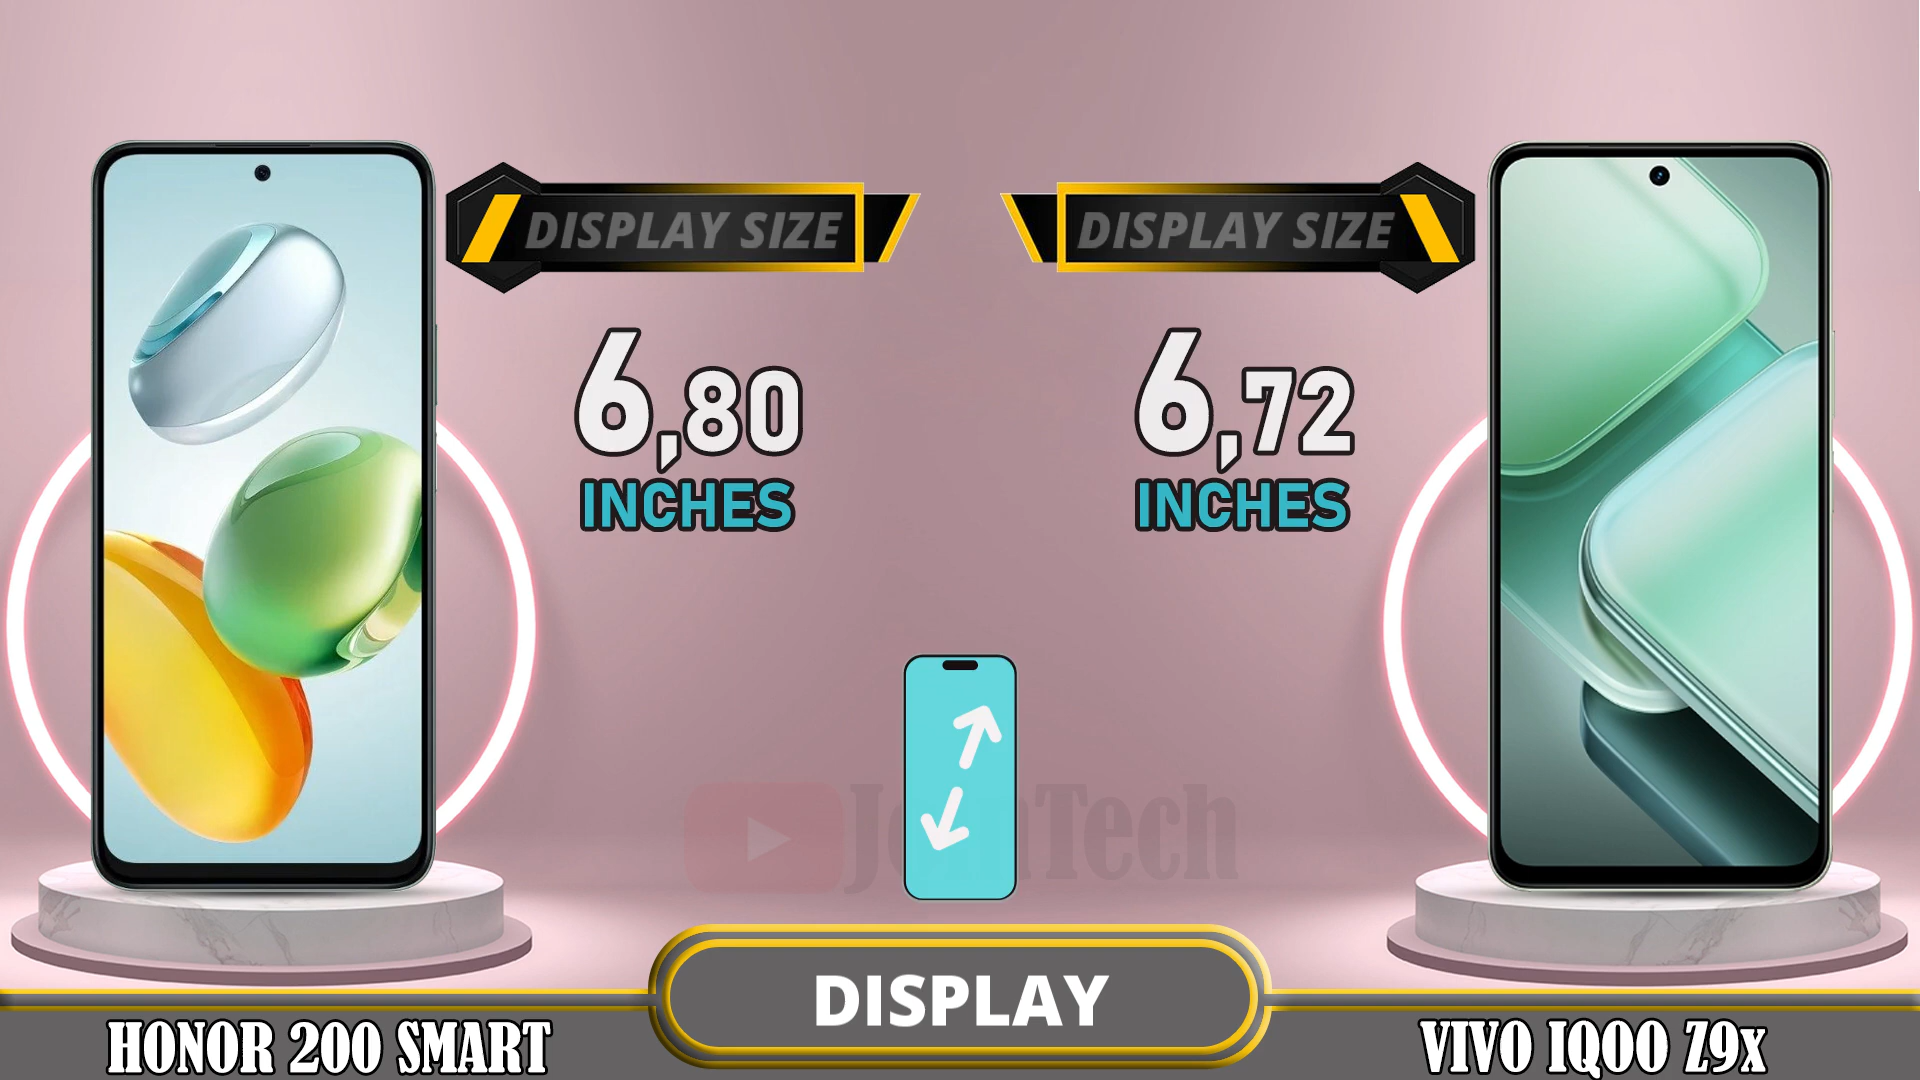 DISPLAY SIZE
DISPLAY SIZE
6,80
INCHES
6,72
INCHES
DISPLAY
HONOR 200 SMART
VIVO IQOO Z9x